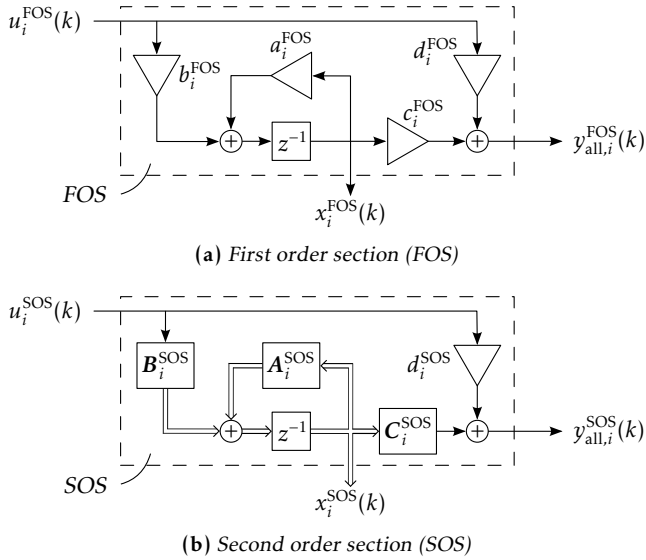 u_i^FOS(k)
b_i^FOS
a_i^FOS
d_i^FOS
+
z^−1
c_i^FOS
+
y_all,i^FOS(k)
FOS
x_i^FOS(k)
(a) First order section (FOS)
u_i^SOS(k)
B_i^SOS
A_i^SOS
d_i^SOS
+
z^−1
C_i^SOS
+
y_all,i^SOS(k)
SOS
x_i^SOS(k)
(b) Second order section (SOS)